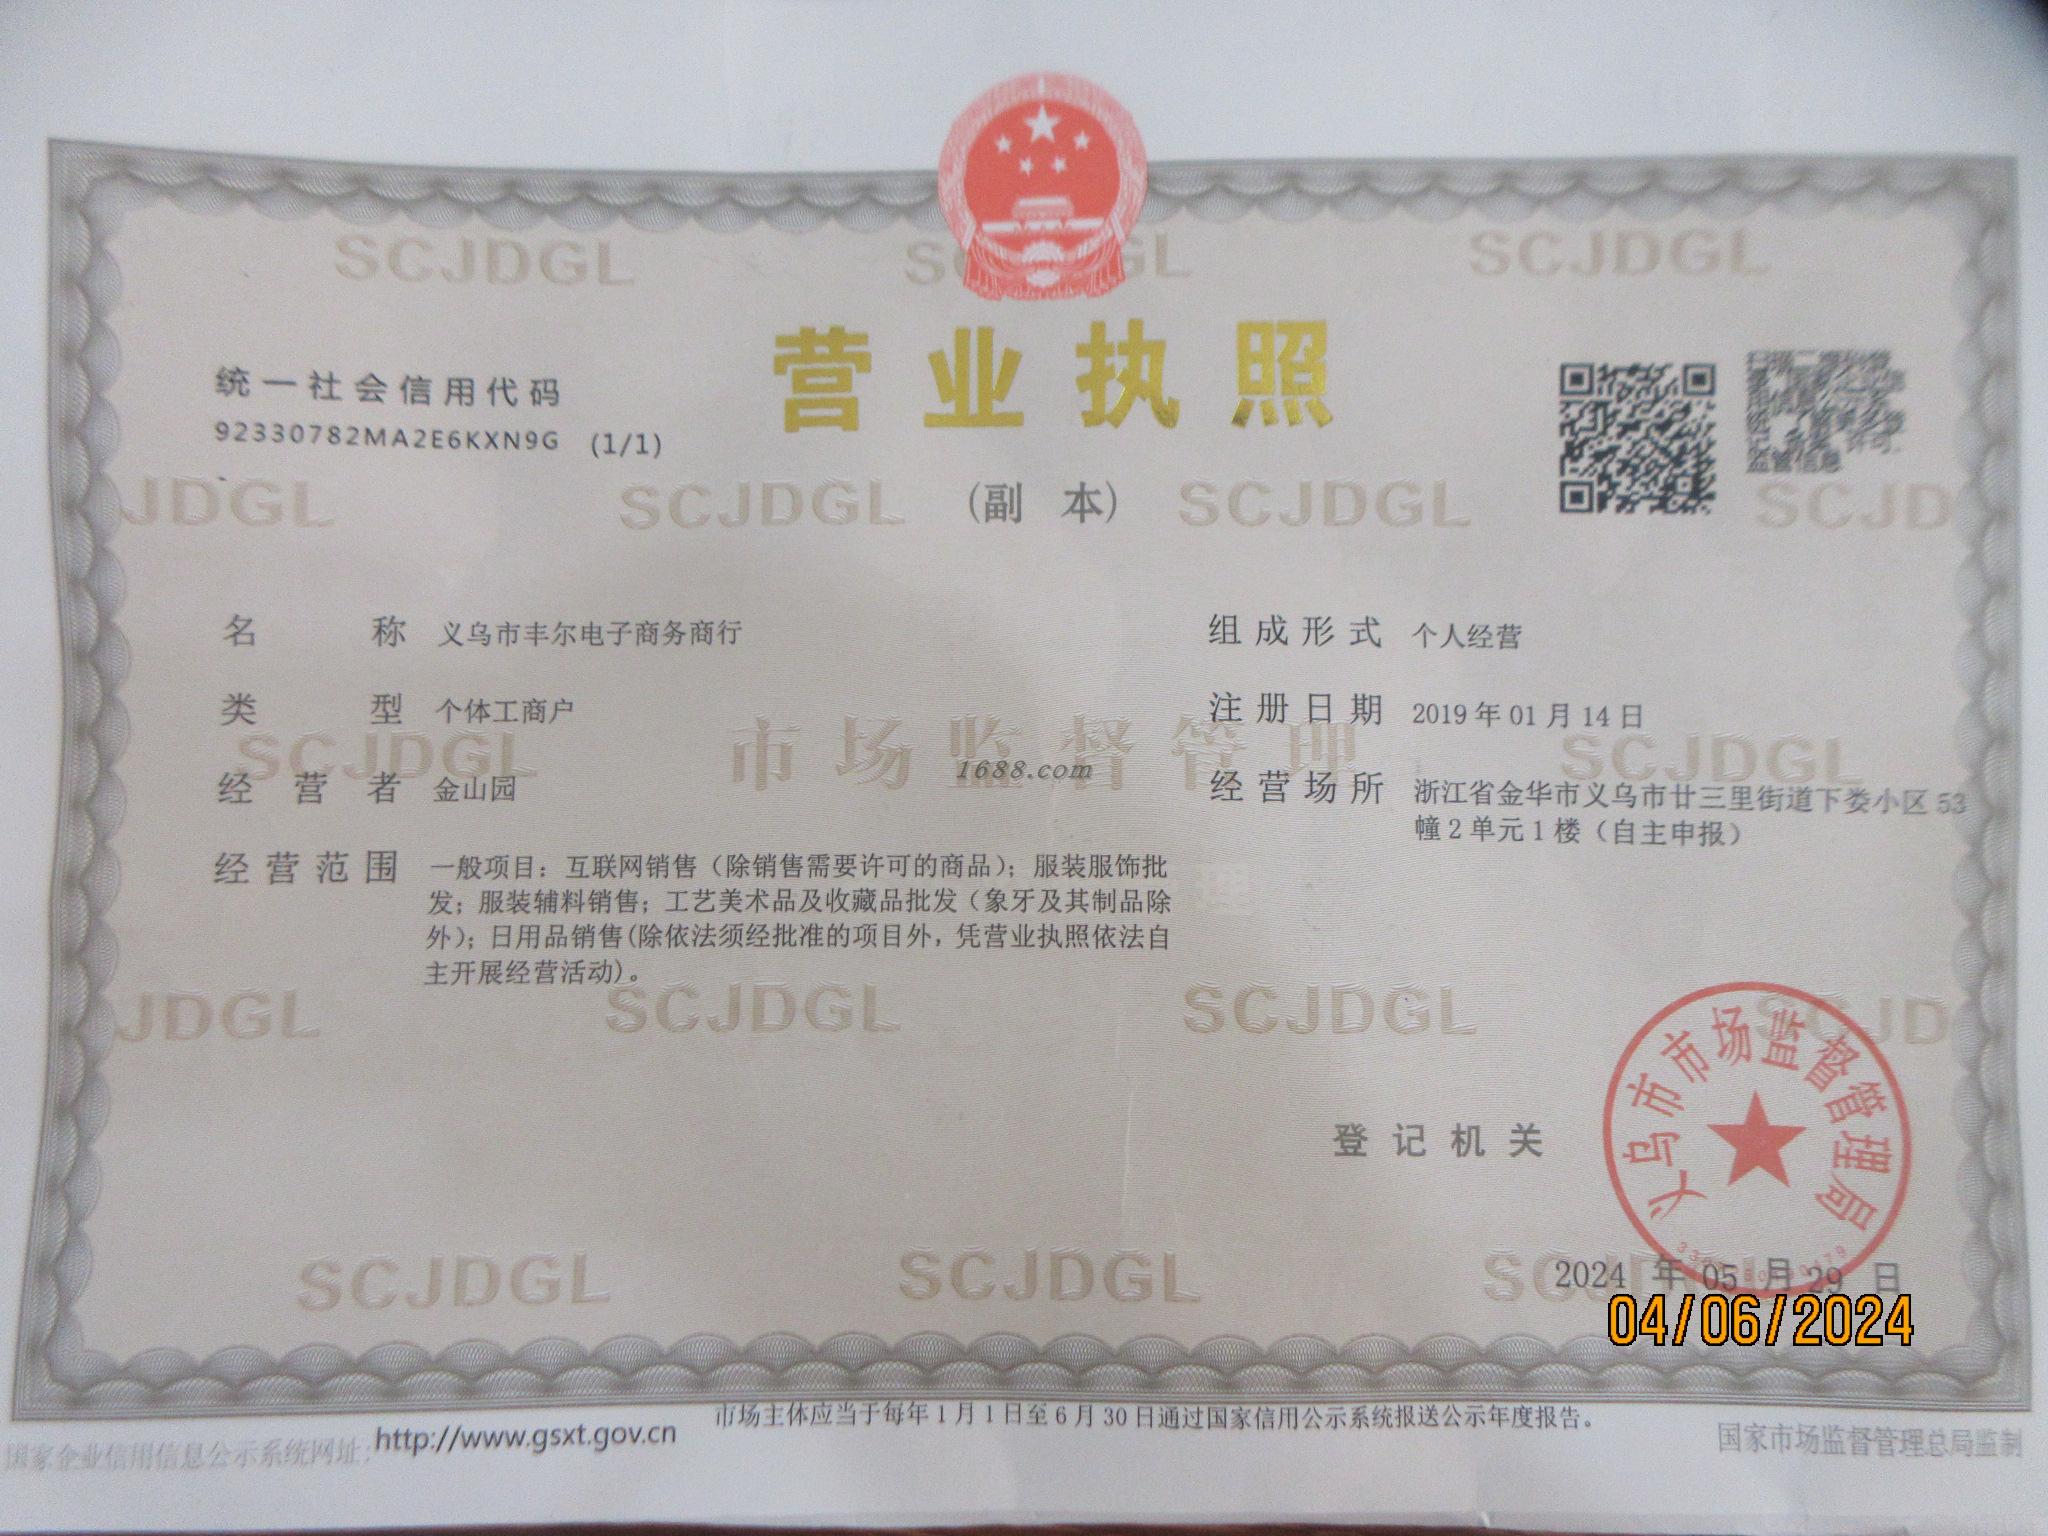 SCJDGL
SCJDGL
统一社会信用代码
92330782MA2E6KXN9G (1/1)
营业执照
(副 本)
JDGL
SCJDGL
SCJDGL
SCJD
名 称 义乌市丰尔电子商务商行
类 型 个体工商户
经营者 金山园
经营范围 一般项目：互联网销售（除销售需要许可的商品）；服装服饰批
发；服装辅料销售；工艺美术品及收藏品批发（象牙及其制品除
外）；日用品销售(除依法须经批准的项目外，凭营业执照依法自
主开展经营活动)。
组成形式 个人经营
注册日期 2019年01月14日
经营场所 浙江省金华市义乌市廿三里街道下娄小区53
幢2单元1楼（自主申报）
SCJDGL
市场监督管理
1688.com
SCJDGL
JDGL
SCJDGL
SCJDGL
SCJD
登记机关
义乌市市场监督管理局
SCJDGL
SCJDGL
2024 年 05 月 29 日
04/06/2024
国家企业信用信息公示系统网址：http://www.gsxt.gov.cn
市场主体应当于每年1月1日至6月30日通过国家信用公示系统报送公示年度报告。
国家市场监督管理总局监制